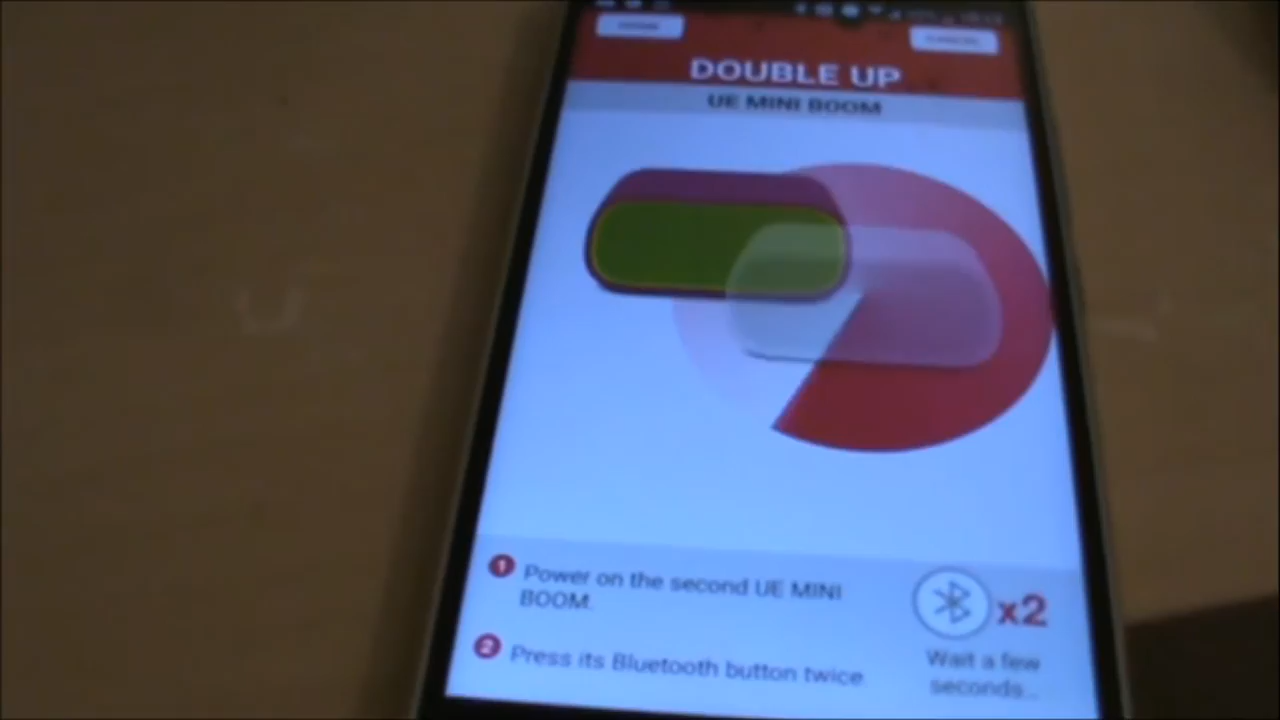 DOUBLE UP
UE MINI BOOM
1 Power on the second UE MINI
BOOM.
2 Press its Bluetooth button twice.
x2
Wait a few
seconds...